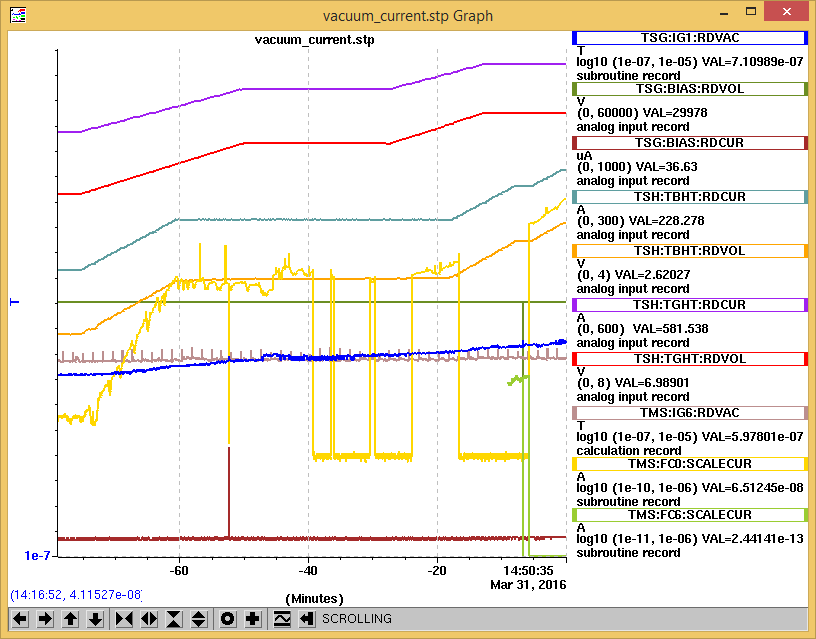 vacuum_current.stp Graph
vacuum_current.stp
T
1e-7
-60
-40
-20
14:50:35
Mar 31, 2016
(Minutes)
(14:16:52, 4.11527e-08)
SCROLLING
TSG:IG1:RDVAC
T
log10 (1e-07, 1e-05) VAL=7.10989e-07
subroutine record
TSG:BIAS:RDVOL
V
(0, 60000) VAL=29978
analog input record
TSG:BIAS:RDCUR
uA
(0, 1000) VAL=36.63
analog input record
TSH:TBHT:RDCUR
A
(0, 300) VAL=228.278
analog input record
TSH:TBHT:RDVOL
V
(0, 4) VAL=2.62027
analog input record
TSH:TGHT:RDCUR
A
(0, 600) VAL=581.538
analog input record
TSH:TGHT:RDVOL
V
(0, 8) VAL=6.98901
analog input record
TMS:IG6:RDVAC
T
log10 (1e-07, 1e-05) VAL=5.97801e-07
calculation record
TMS:FC0:SCALECUR
A
log10 (1e-10, 1e-06) VAL=6.51245e-08
subroutine record
TMS:FC6:SCALECUR
A
log10 (1e-11, 1e-06) VAL=2.44141e-13
subroutine record